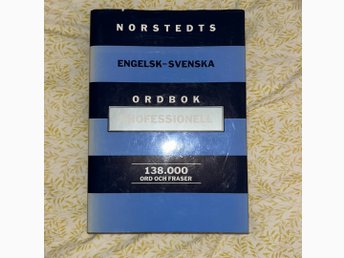 NORSTEDTS
ENGELSK-SVENSKA
ORDBOK
PROFESSIONELL
138.000
ORD OCH FRASER